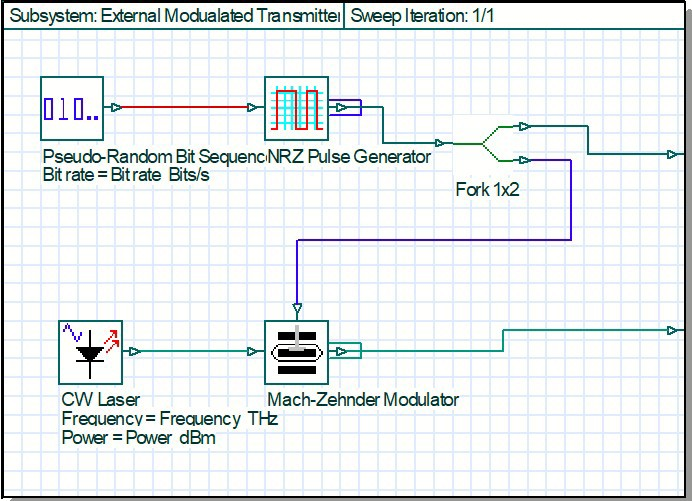 Subsystem: External Modualated Transmitter
Sweep Iteration: 1/1
010..
Pseudo-Random Bit Sequenc
NRZ Pulse Generator
Bit rate = Bit rate Bits/s
Fork 1x2
CW Laser
Mach-Zehnder Modulator
Frequency = Frequency THz
Power = Power dBm